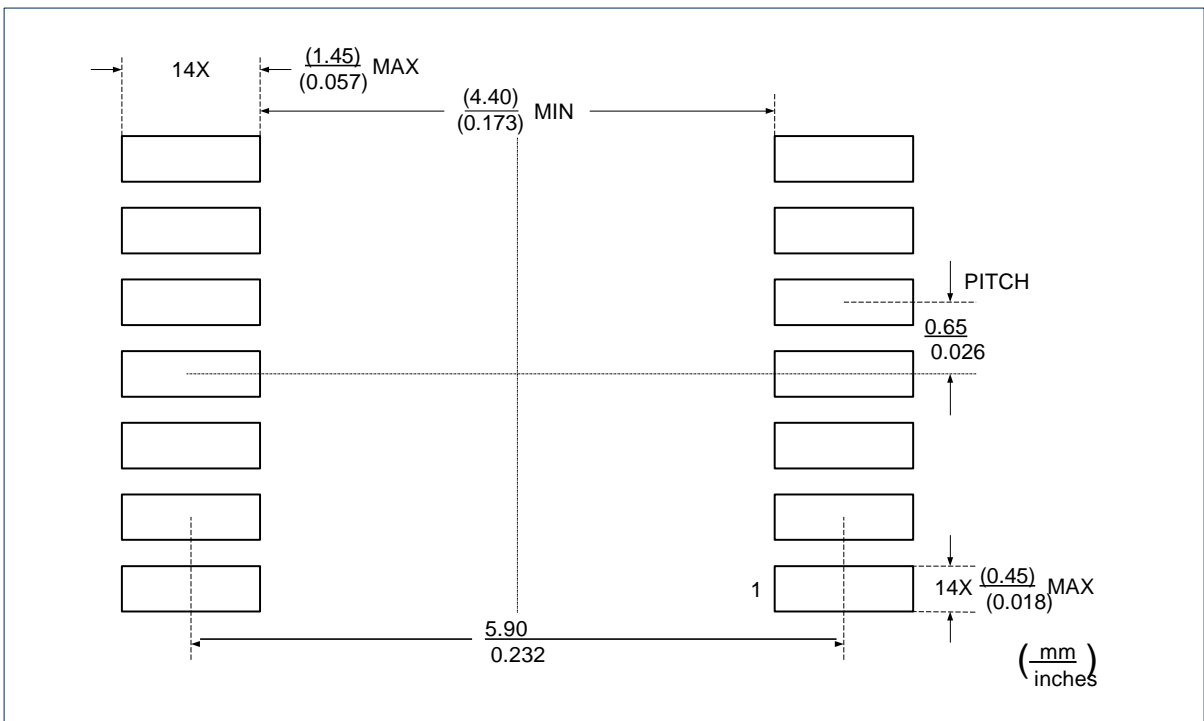 14X
(1.45)
(0.057)
MAX
(4.40)
(0.173)
MIN
PITCH
0.65
0.026
1
14X
(0.45)
(0.018)
MAX
5.90
0.232
(mm
inches)